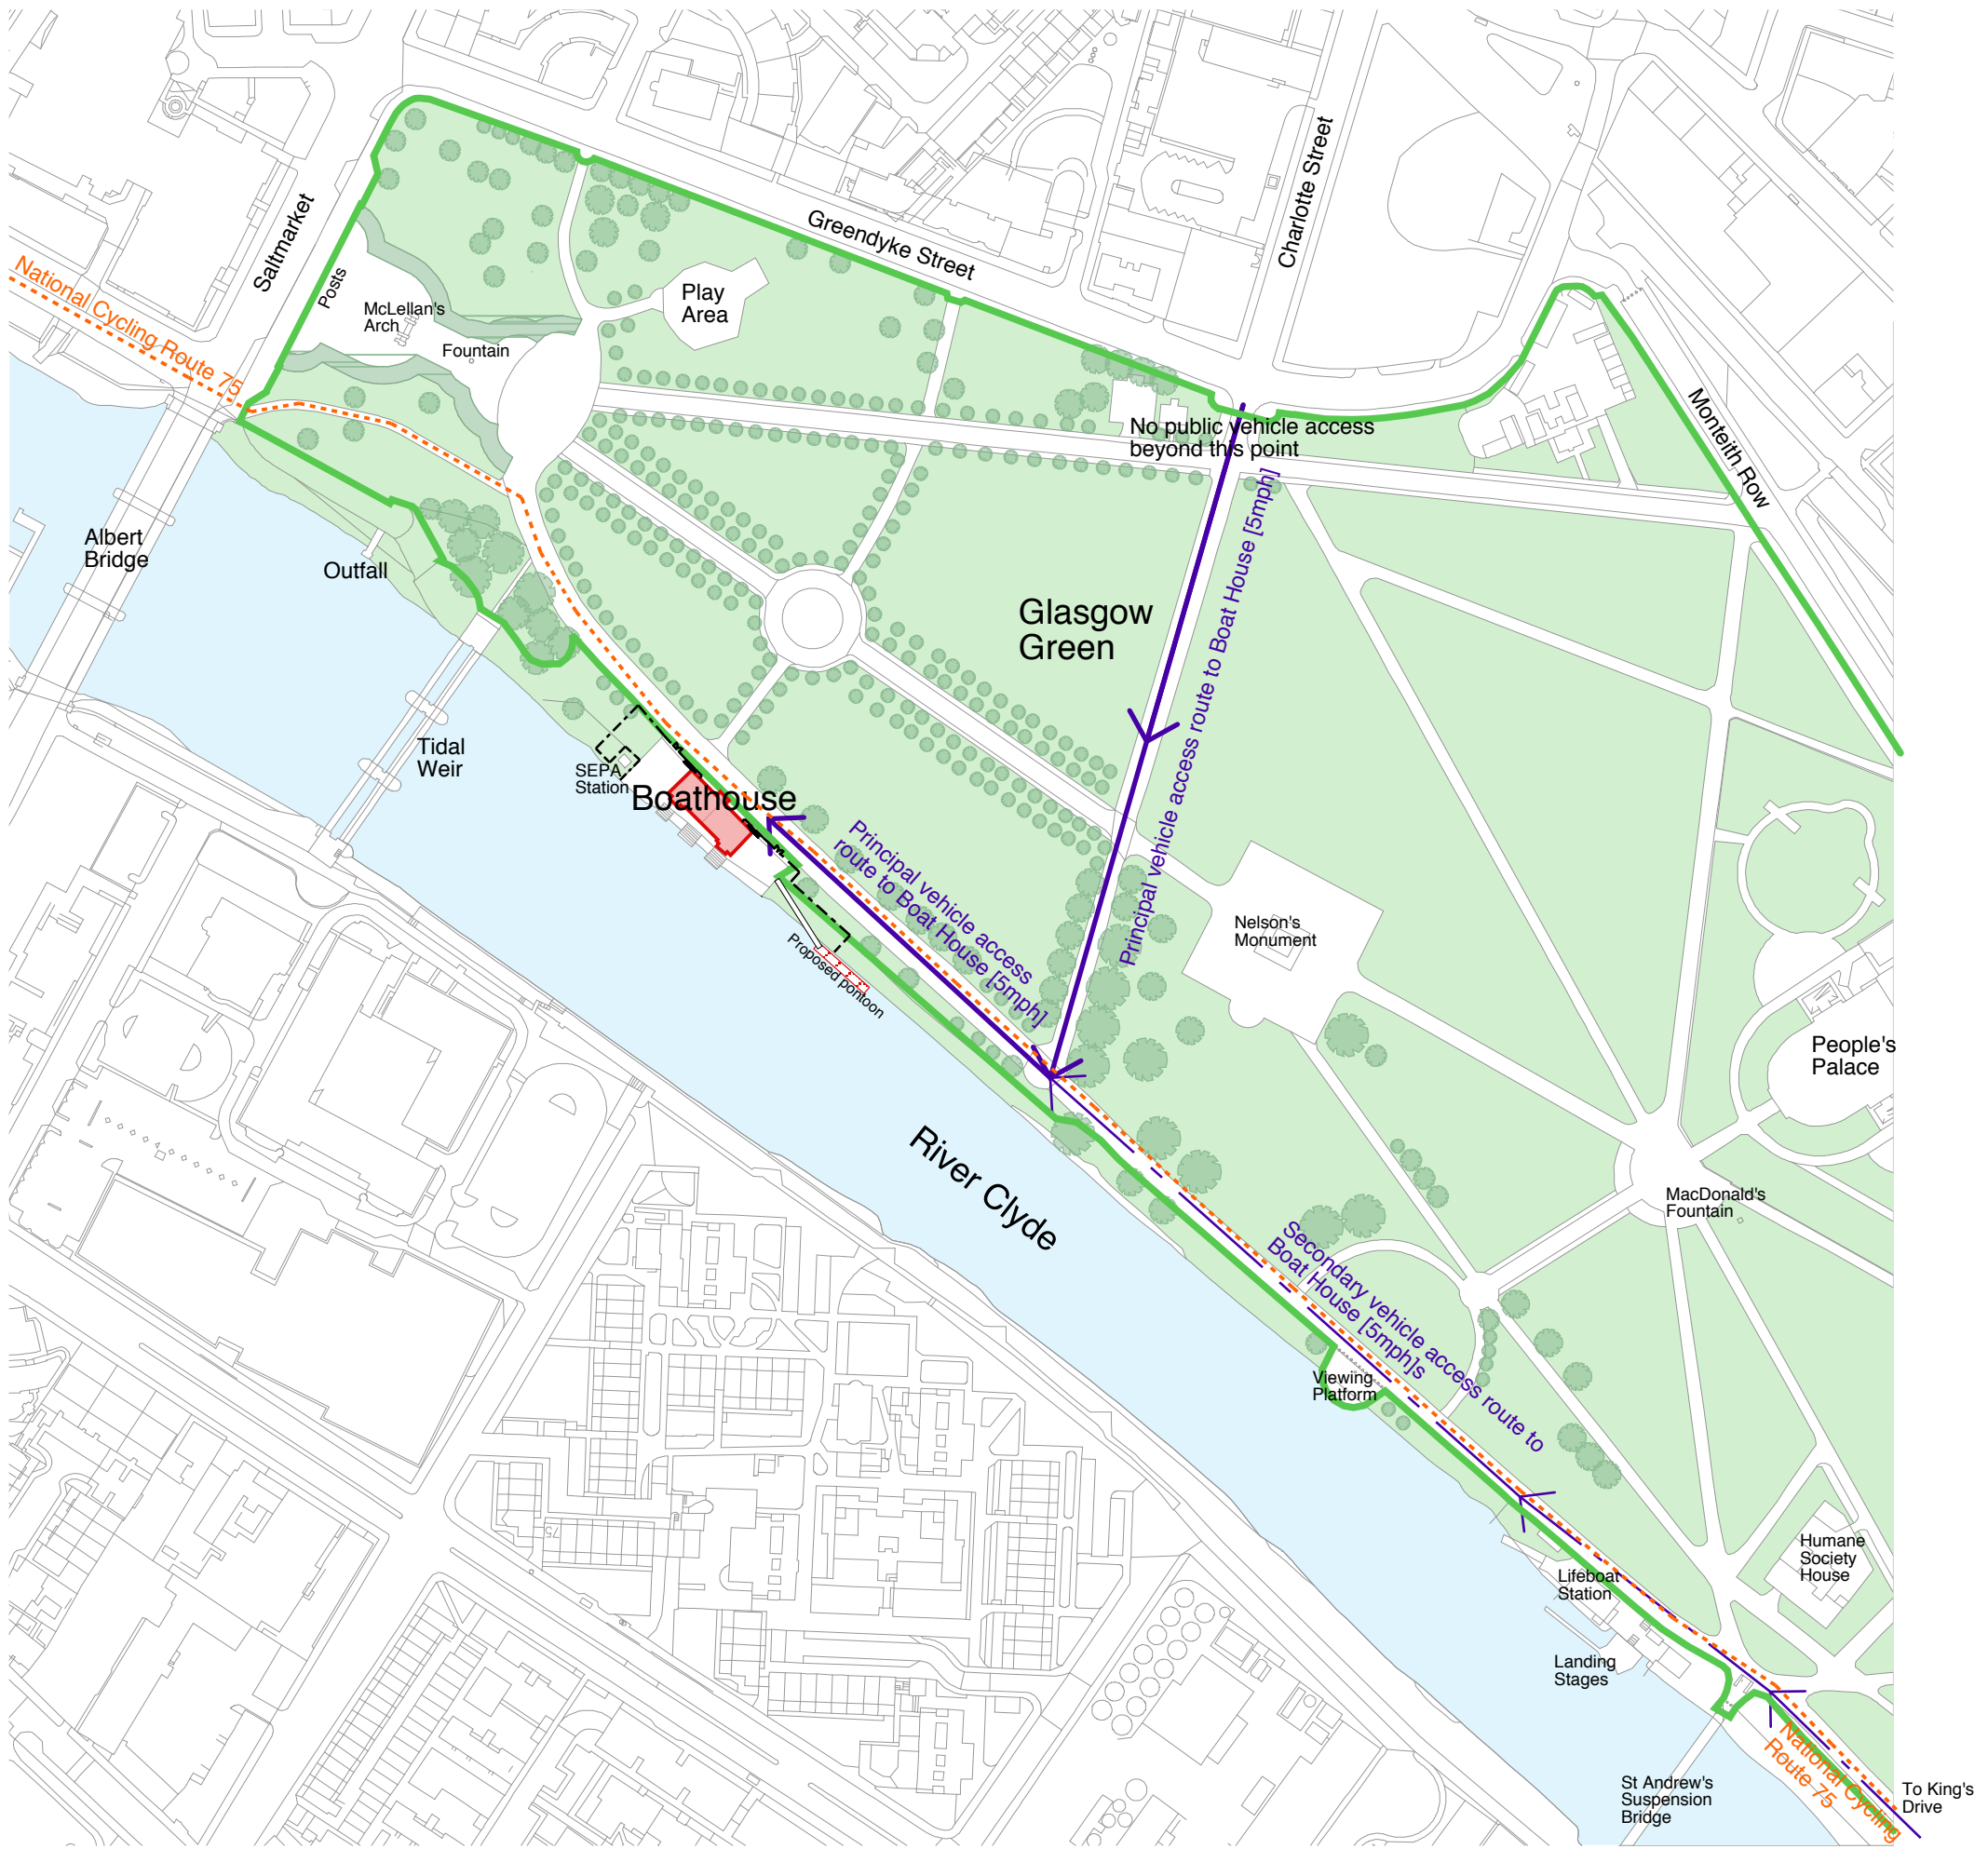 Charlotte Street
Saltmarket
Greendyke Street
National Cycling Route 75
Posts
McLellan's
Arch
Fountain
Play
Area
Monteith Row
No public vehicle access
beyond this point
Albert
Bridge
Outfall
Glasgow
Green
Principal vehicle access route to Boat House [5mph]
Tidal
Weir
SEPA
Station
Boathouse
Principal vehicle access
route to Boat House [5mph]
Nelson's
Monument
Proposed pontoon
People's
Palace
River Clyde
MacDonald's
Fountain
Secondary vehicle access route to
Boat House [5mph]s
Viewing
Platform
Humane
Society
House
Lifeboat
Station
Landing
Stages
National Cycling
Route 75
St Andrew's
Suspension
Bridge
To King's
Drive